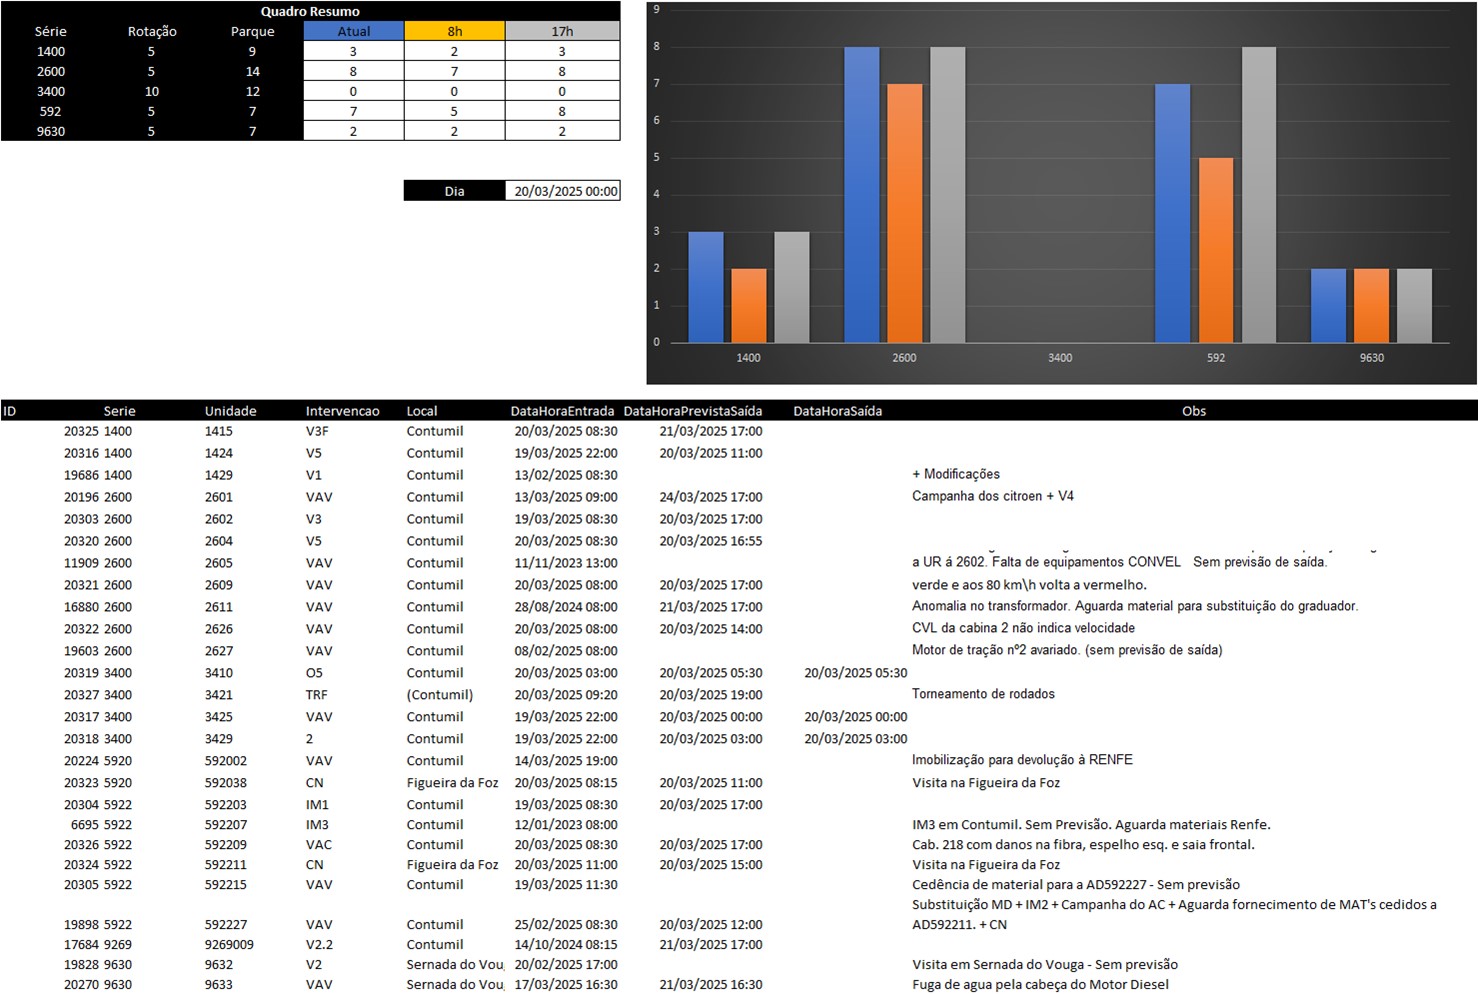 Quadro Resumo
Série Rotação Parque Atual 8h 17h
1400 5 9 3 2 3
2600 5 14 8 7 8
3400 10 12 0 0 0
592 5 7 7 5 8
9630 5 7 2 2 2
Dia 20/03/2025 00:00
9
8
7
6
5
4
3
2
1
0
1400 2600 3400 592 9630
ID Serie Unidade Intervencao Local DataHoraEntrada DataHoraPrevistaSaída DataHoraSaída Obs
20325 1400 1415 V3F Contumil 20/03/2025 08:30 21/03/2025 17:00
20316 1400 1424 V5 Contumil 19/03/2025 22:00 20/03/2025 11:00
19686 1400 1429 V1 Contumil 13/02/2025 08:30 + Modificações
20196 2600 2601 VAV Contumil 13/03/2025 09:00 24/03/2025 17:00 Campanha dos citroen + V4
20303 2600 2602 V3 Contumil 19/03/2025 08:30 20/03/2025 17:00
20320 2600 2604 V5 Contumil 20/03/2025 08:30 20/03/2025 16:55
11909 2600 2605 VAV Contumil 11/11/2023 13:00 a UR á 2602. Falta de equipamentos CONVEL Sem previsão de saída.
20321 2600 2609 VAV Contumil 20/03/2025 08:00 20/03/2025 17:00 verde e aos 80 km\h volta a vermelho.
16880 2600 2611 VAV Contumil 28/08/2024 08:00 21/03/2025 17:00 Anomalia no transformador. Aguarda material para substituição do graduador.
20322 2600 2626 VAV Contumil 20/03/2025 08:00 20/03/2025 14:00 CVL da cabina 2 não indica velocidade
19603 2600 2627 VAV Contumil 08/02/2025 08:00 Motor de tração nº2 avariado. (sem previsão de saída)
20319 3400 3410 O5 Contumil 20/03/2025 03:00 20/03/2025 05:30 20/03/2025 05:30
20327 3400 3421 TRF (Contumil) 20/03/2025 09:20 20/03/2025 19:00 Torneamento de rodados
20317 3400 3425 VAV Contumil 19/03/2025 22:00 20/03/2025 00:00 20/03/2025 00:00
20318 3400 3429 2 Contumil 19/03/2025 22:00 20/03/2025 03:00 20/03/2025 03:00
20224 5920 592002 VAV Contumil 14/03/2025 19:00 Imobilização para devolução à RENFE
20323 5920 592038 CN Figueira da Foz 20/03/2025 08:15 20/03/2025 11:00 Visita na Figueira da Foz
20304 5922 592203 IM1 Contumil 19/03/2025 08:30 20/03/2025 17:00
6695 5922 592207 IM3 Contumil 12/01/2023 08:00 IM3 em Contumil. Sem Previsão. Aguarda materiais Renfe.
20326 5922 592209 VAC Contumil 20/03/2025 08:30 20/03/2025 17:00 Cab. 218 com danos na fibra, espelho esq. e saia frontal.
20324 5922 592211 CN Figueira da Foz 20/03/2025 11:00 20/03/2025 15:00 Visita na Figueira da Foz
20305 5922 592215 VAV Contumil 19/03/2025 11:30 Cedência de material para a AD592227 - Sem previsão
Substituição MD + IM2 + Campanha do AC + Aguarda fornecimento de MAT's cedidos a
19898 5922 592227 VAV Contumil 25/02/2025 08:30 20/03/2025 12:00 AD592211. + CN
17684 9269 9269009 V2.2 Contumil 14/10/2024 08:15 21/03/2025 17:00
19828 9630 9632 V2 Sernada do Vou 20/02/2025 17:00 Visita em Sernada do Vouga - Sem previsão
20270 9630 9633 VAV Sernada do Vou 17/03/2025 16:30 21/03/2025 16:30 Fuga de agua pela cabeça do Motor Diesel